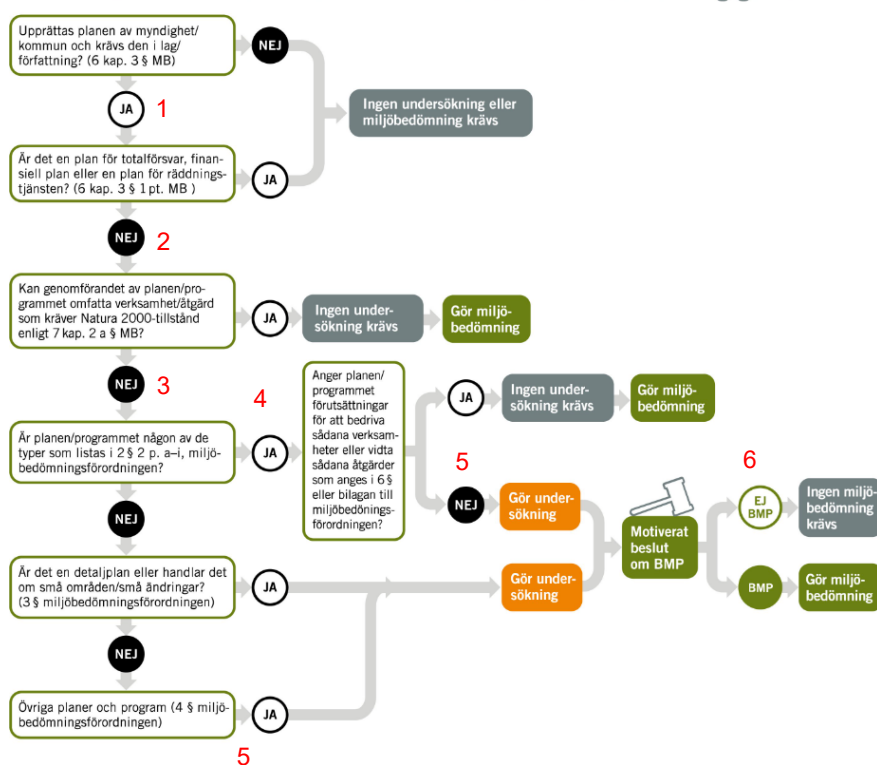 Upprättas planen av myndighet/
kommun och krävs den i lag/
författning? (6 kap. 3 § MB)
NEJ
JA
1
Ingen undersökning eller
miljöbedömning krävs
Är det en plan för totalförsvar, finan-
siell plan eller en plan för räddnings-
tjänsten? (6 kap. 3 § 1 pt. MB )
JA
NEJ
2
Kan genomförandet av planen/pro-
grammet omfatta verksamhet/åtgärd
som kräver Natura 2000-tillstånd
enligt 7 kap. 2 a § MB?
JA
Ingen under-
sökning krävs
Gör miljö-
bedömning
NEJ
3
4
Är planen/programmet någon av de
typer som listas i 2 § 2 p. a–i, miljö-
bedömningsförordningen?
JA
Anger planen/
programmet
förutsättningar
för att bedriva
sådana verksam-
heter eller vidta
sådana åtgärder
som anges i 6 §
eller bilagan till
miljöbedönings-
förordningen?
JA
Ingen under-
sökning krävs
Gör miljö-
bedömning
5
NEJ
Gör under-
sökning
Motiverat
beslut
om BMP
6
EJ
BMP
Ingen miljö-
bedömning
krävs
BMP
Gör miljö-
bedömning
NEJ
Är det en detaljplan eller handlar det
om små områden/små ändringar?
(3 § miljöbedömningsförordningen)
JA
Gör under-
sökning
NEJ
Övriga planer och program (4 § miljö-
bedömningsförordningen)
JA
5